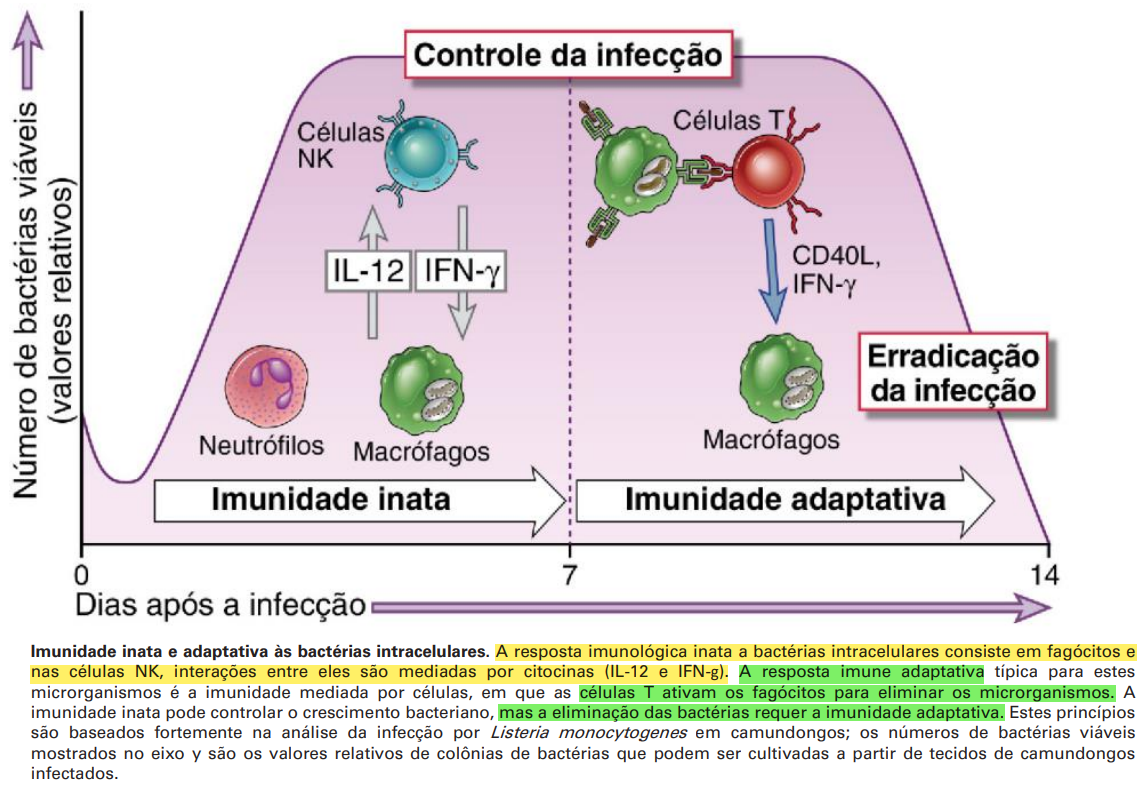 Número de bactérias viáveis
(valores relativos)
Controle da infecção
Células
NK
IL-12
IFN-γ
Neutrófilos
Macrófagos
Imunidade inata
Células T
CD40L,
IFN-γ
Macrófagos
Erradicação
da infecção
Imunidade adaptativa
0
7
14
Dias após a infecção
Imunidade inata e adaptativa às bactérias intracelulares. A resposta imunológica inata a bactérias intracelulares consiste em fagócitos e
nas células NK, interações entre eles são mediadas por citocinas (IL-12 e IFN-g). A resposta imune adaptativa típica para estes
microrganismos é a imunidade mediada por células, em que as células T ativam os fagócitos para eliminar os microrganismos. A
imunidade inata pode controlar o crescimento bacteriano, mas a eliminação das bactérias requer a imunidade adaptativa. Estes princípios
são baseados fortemente na análise da infecção por Listeria monocytogenes em camundongos; os números de bactérias viáveis
mostrados no eixo y são os valores relativos de colônias de bactérias que podem ser cultivadas a partir de tecidos de camundongos
infectados.